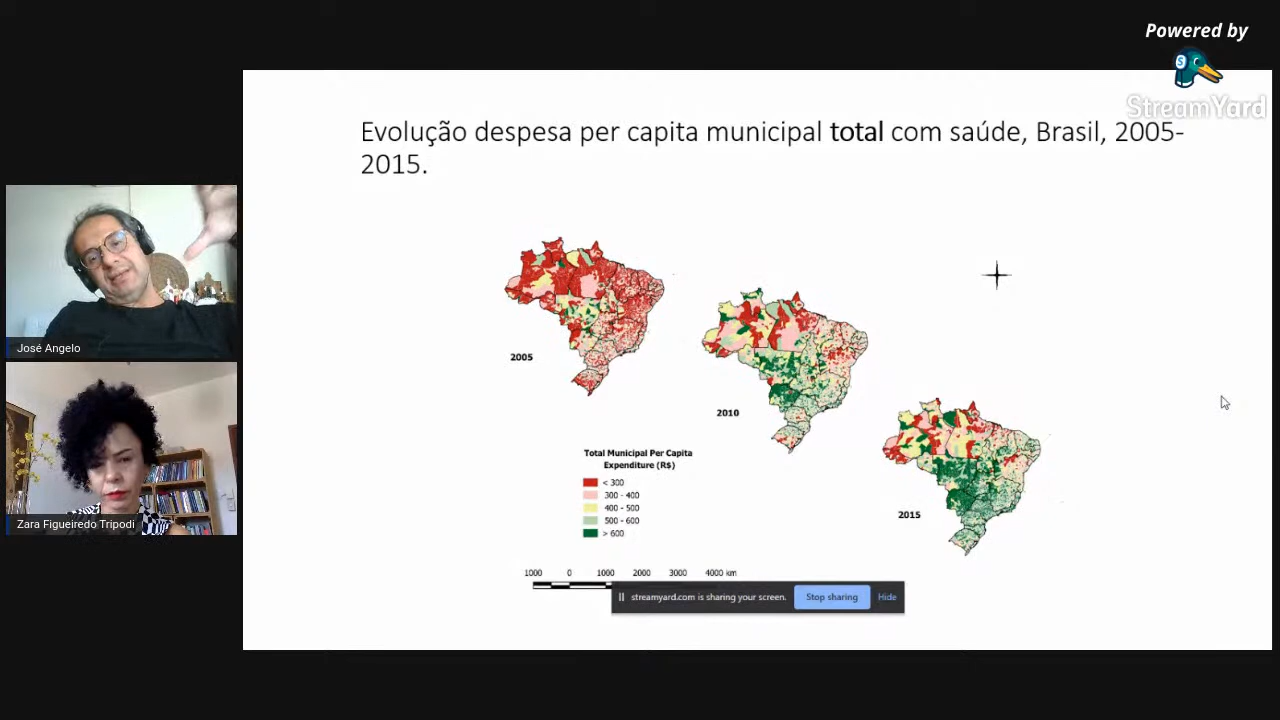 Powered by
StreamYard
Evolução despesa per capita municipal total com saúde, Brasil, 2005-
2015.
José Angelo
Zara Figueiredo Tripodi
2005
2010
2015
Total Municipal Per Capita
Expenditure (R$)
< 300
300 - 400
400 - 500
500 - 600
> 600
1000 0 1000 2000 3000 4000 km
streamyard.com is sharing your screen. Stop sharing Hide